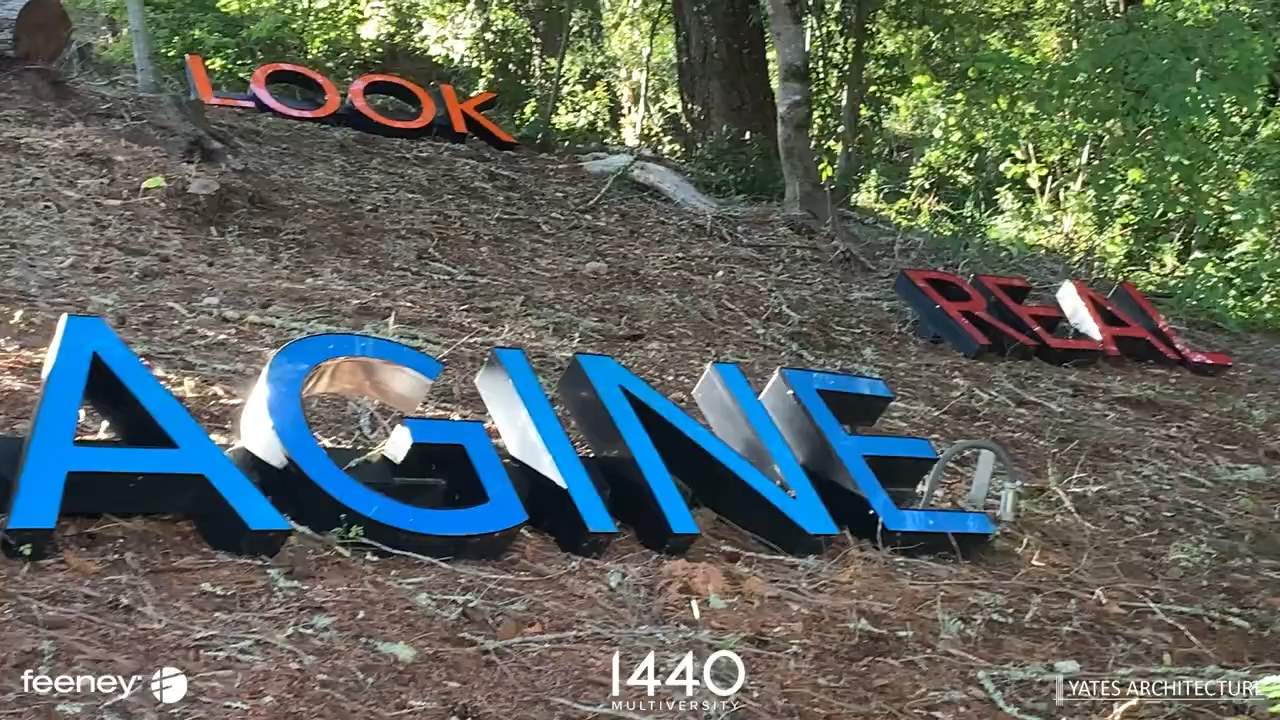 LOOK
REAL
AGINE
feeney
1440
MULTIVERSITY
YATES ARCHITECTURE